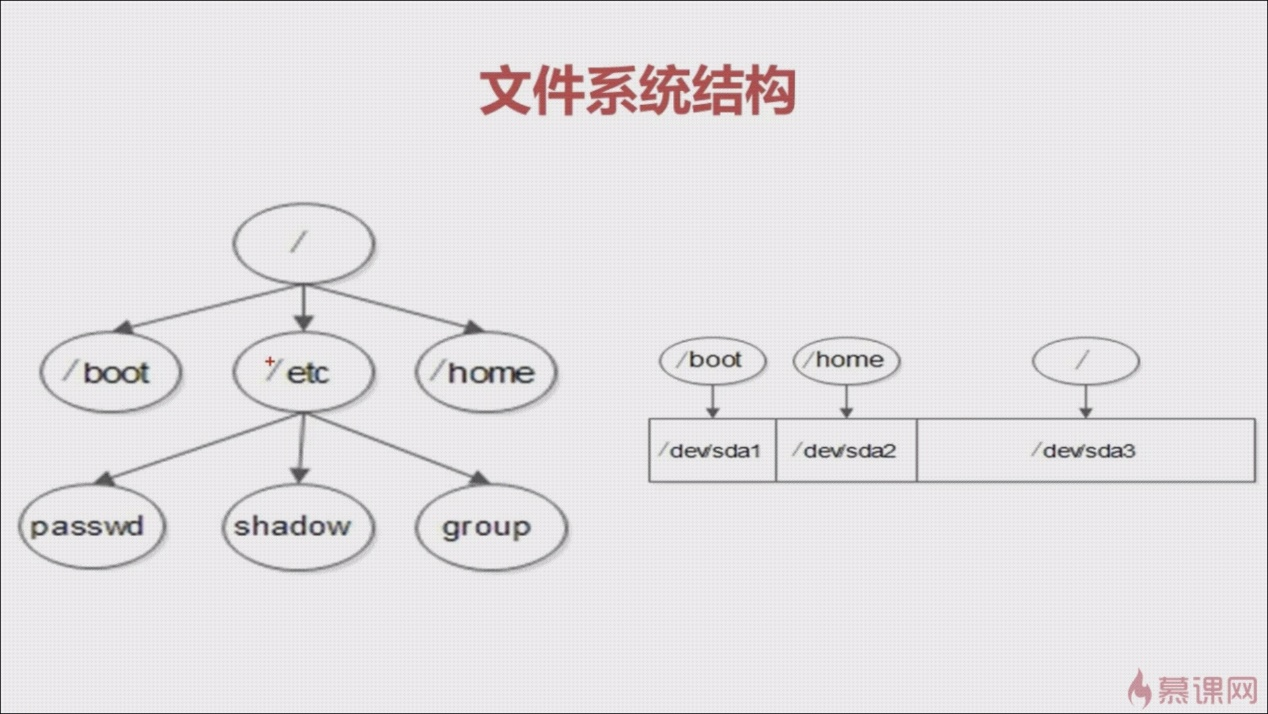 文件系统结构
/
/boot
/etc
/home
passwd
shadow
group
/boot
/home
/
/dev/sda1
/dev/sda2
/dev/sda3
慕课网